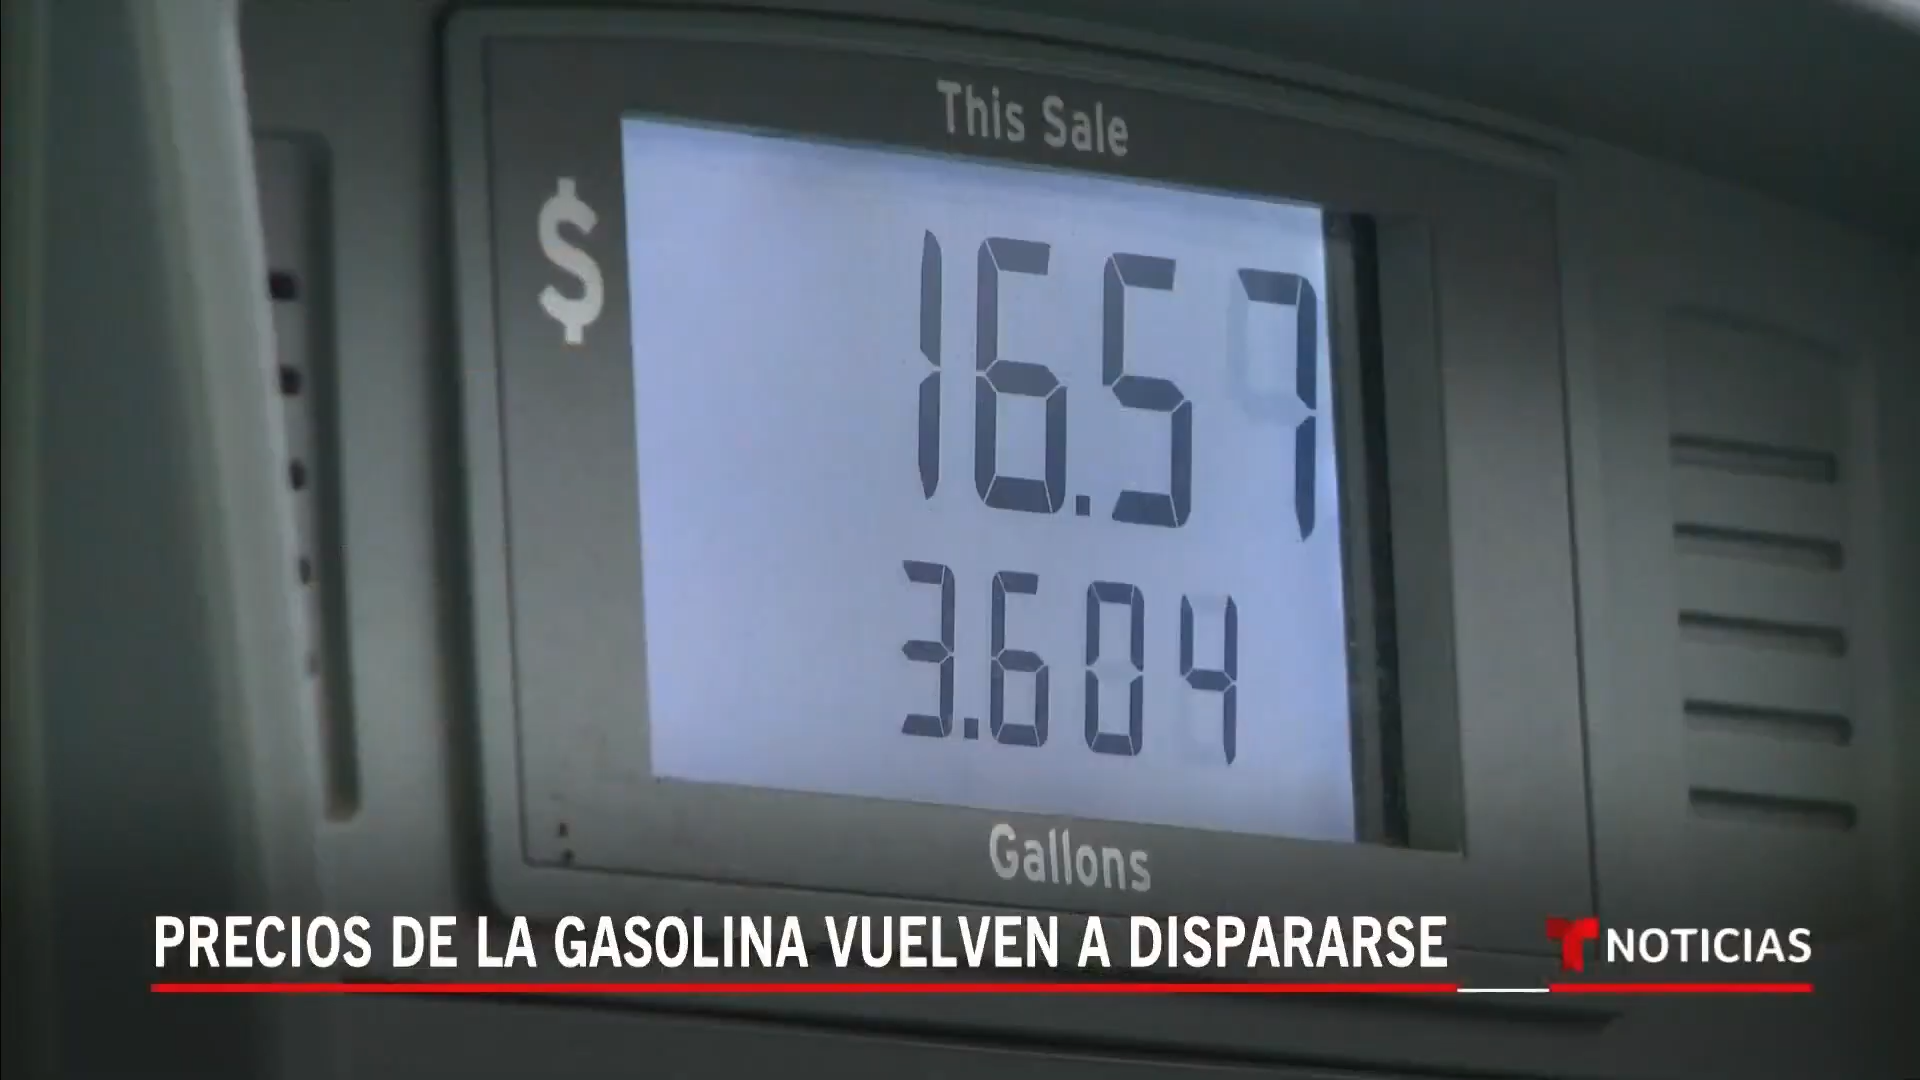 This Sale
$
16.57
3.604
Gallons
PRECIOS DE LA GASOLINA VUELVEN A DISPARARSE
NOTICIAS